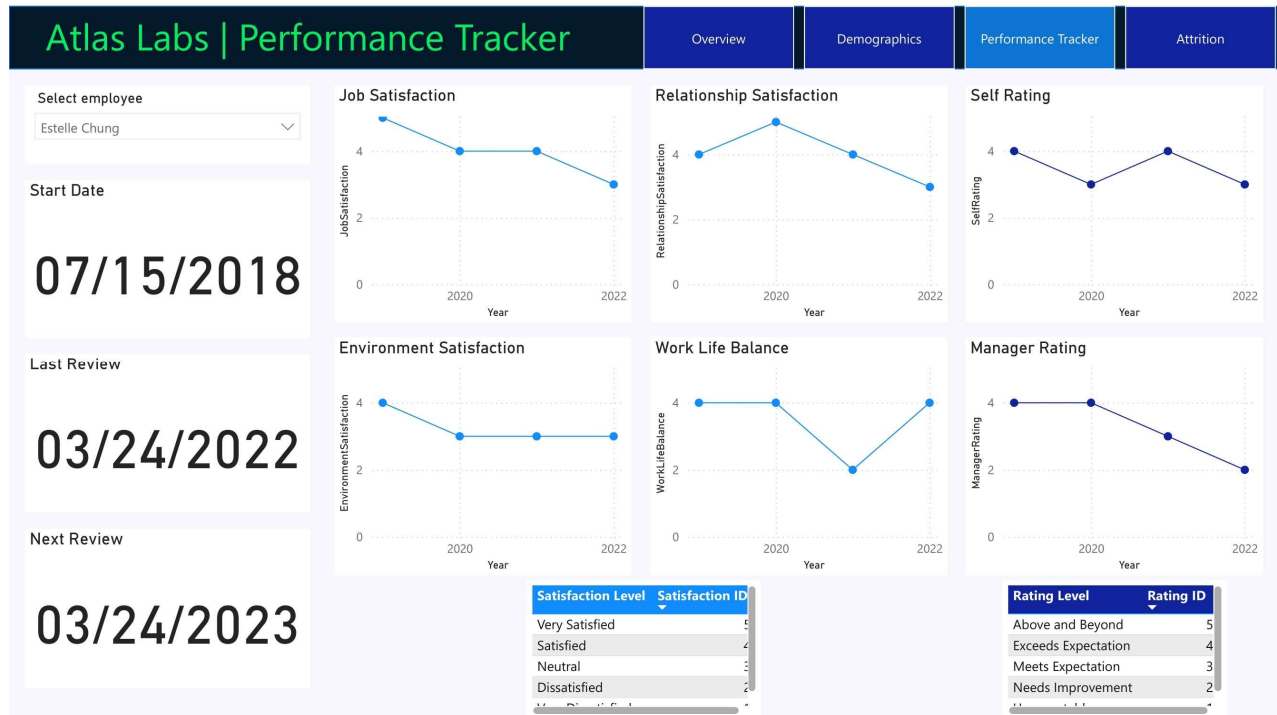 Atlas Labs | Performance Tracker
Overview
Demographics
Performance Tracker
Attrition
Select employee
Estelle Chung
Start Date
07/15/2018
Last Review
03/24/2022
Next Review
03/24/2023
Job Satisfaction
JobSatisfaction
4
2
0
2020
2022
Year
Relationship Satisfaction
RelationshipSatisfaction
4
2
0
2020
2022
Year
Self Rating
SelfRating
4
2
0
2020
2022
Year
Environment Satisfaction
EnvironmentSatisfaction
4
2
0
2020
2022
Year
Work Life Balance
WorkLifeBalance
4
2
0
2020
2022
Year
Manager Rating
ManagerRating
4
2
0
2020
2022
Year
Satisfaction Level Satisfaction ID
Very Satisfied 5
Satisfied 4
Neutral 3
Dissatisfied 2
Rating Level Rating ID
Above and Beyond 5
Exceeds Expectation 4
Meets Expectation 3
Needs Improvement 2